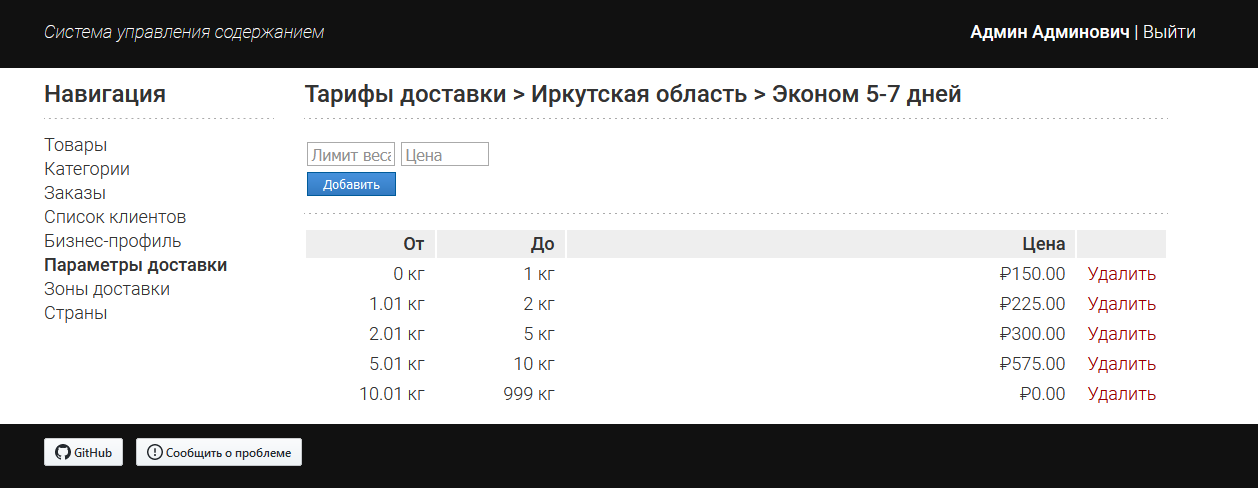 Система управления содержанием
Админ Админович | Выйти
Навигация
Товары
Категории
Заказы
Список клиентов
Бизнес-профиль
Параметры доставки
Зоны доставки
Страны
Тарифы доставки > Иркутская область > Эконом 5-7 дней
Лимит веса Цена
Добавить
От До Цена
0 кг 1 кг ₽150.00 Удалить
1.01 кг 2 кг ₽225.00 Удалить
2.01 кг 5 кг ₽300.00 Удалить
5.01 кг 10 кг ₽575.00 Удалить
10.01 кг 999 кг ₽0.00 Удалить
GitHub Сообщить о проблеме